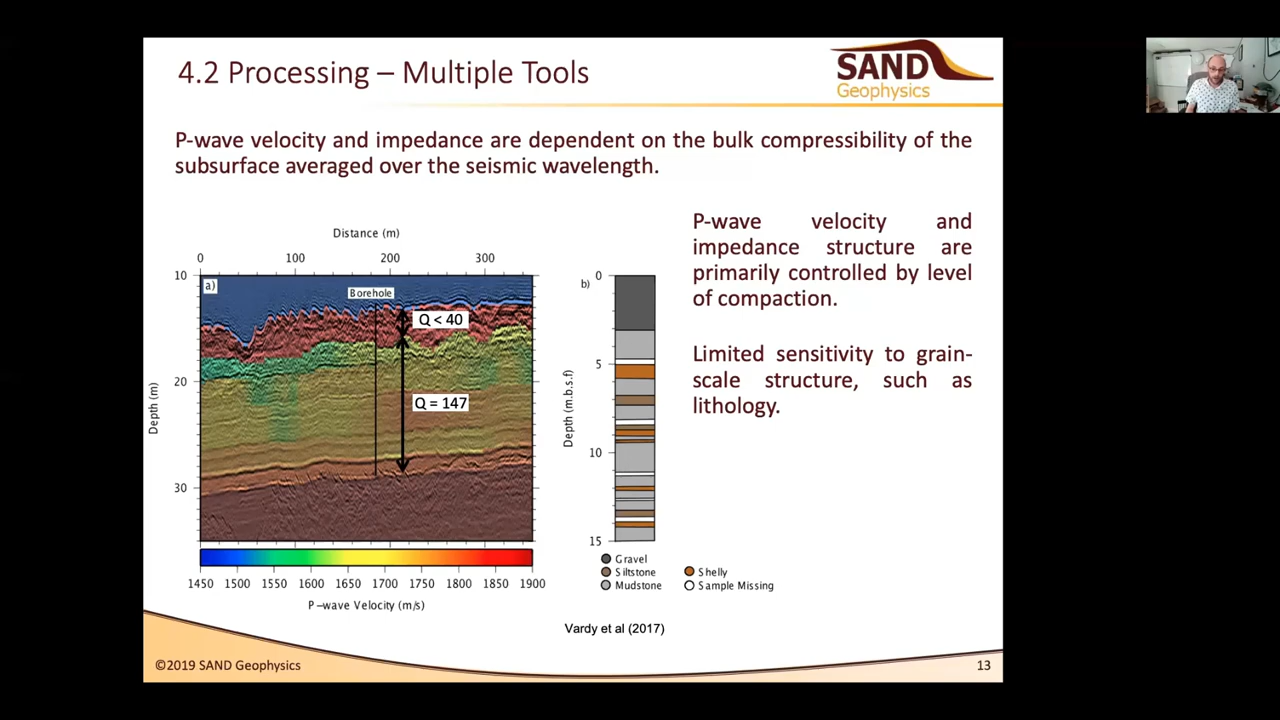 4.2 Processing – Multiple Tools
SAND
Geophysics
P-wave velocity and impedance are dependent on the bulk compressibility of the
subsurface averaged over the seismic wavelength.
P-wave velocity and
impedance structure are
primarily controlled by level
of compaction.
Limited sensitivity to grain-
scale structure, such as
lithology.
Distance (m)
0 100 200 300
10
20
30
Depth (m)
a)
Borehole
Q < 40
Q = 147
1450 1500 1550 1600 1650 1700 1750 1800 1850 1900
P-wave Velocity (m/s)
b)
0
5
10
15
Depth (m.b.s.f)
Gravel
Siltstone
Shelly
Mudstone
Sample Missing
Vardy et al (2017)
©2019 SAND Geophysics
13